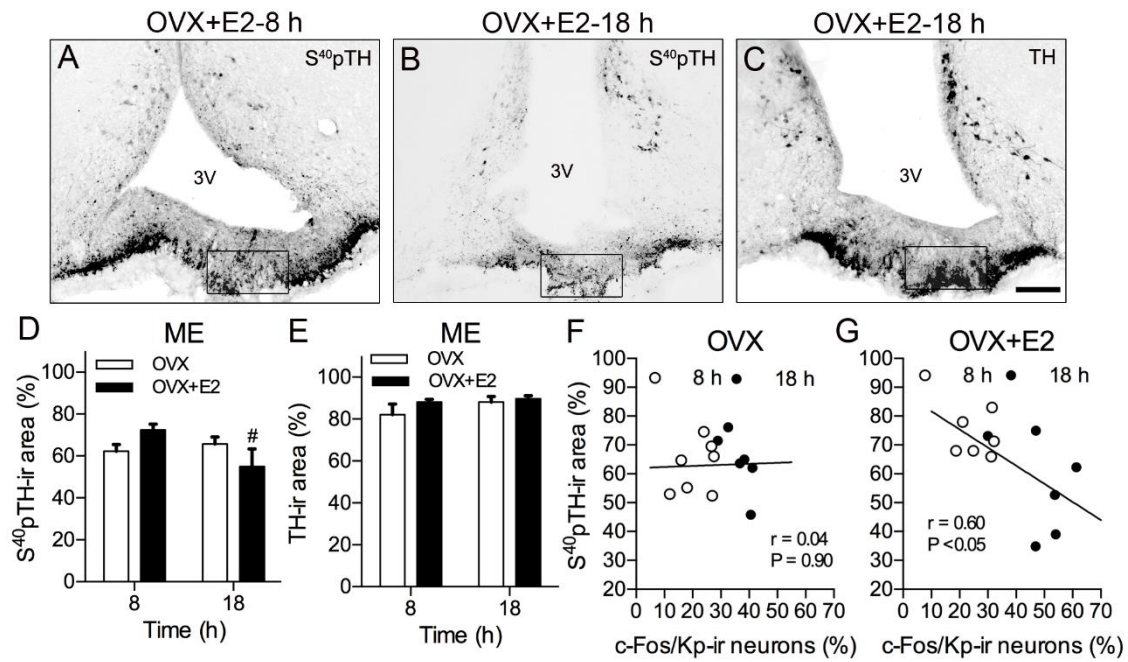 OVX+E2-8 h
OVX+E2-18 h
OVX+E2-18 h
A
S⁴⁰pTH
3V
B
S⁴⁰pTH
3V
C
TH
3V
D
ME
OVX
OVX+E2
#
S⁴⁰pTH-ir area (%)
100
80
60
40
20
0
8
18
Time (h)
E
ME
OVX
OVX+E2
TH-ir area (%)
100
80
60
40
20
0
8
18
Time (h)
F
OVX
8 h
18 h
S⁴⁰pTH-ir area (%)
100
90
80
70
60
50
40
30
20
r = 0.04
P = 0.90
0 10 20 30 40 50 60 70
c-Fos/Kp-ir neurons (%)
G
OVX+E2
8 h
18 h
100
90
80
70
60
50
40
30
20
r = 0.60
P <0.05
0 10 20 30 40 50 60 70
c-Fos/Kp-ir neurons (%)